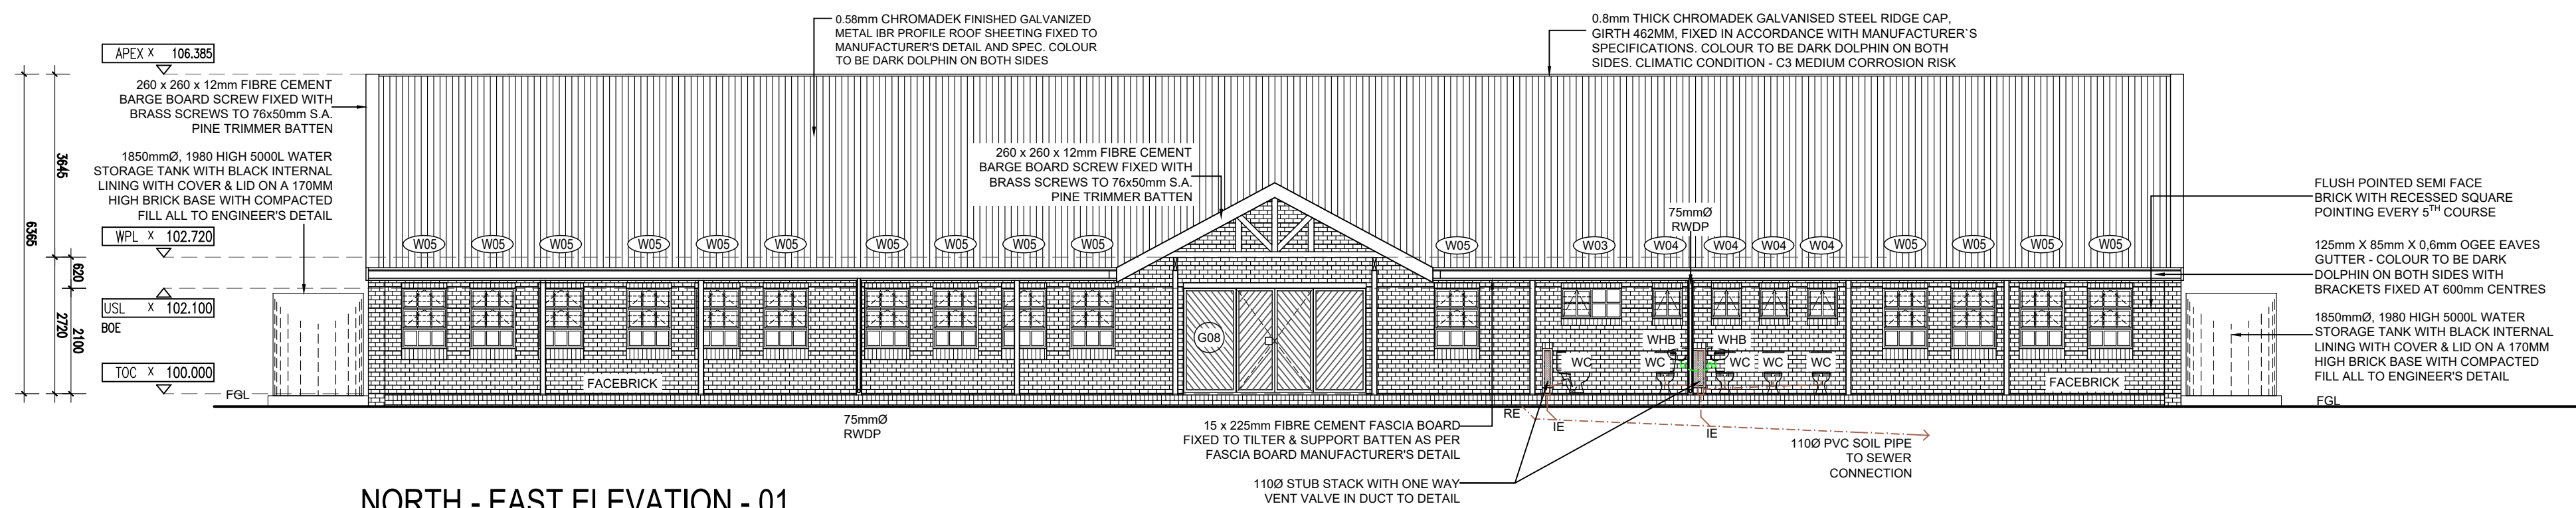 0.58mm CHROMADEK FINISHED GALVANIZED
METAL IBR PROFILE ROOF SHEETING FIXED TO
MANUFACTURER'S DETAIL AND SPEC. COLOUR
TO BE DARK DOLPHIN ON BOTH SIDES
0.8mm THICK CHROMADEK GALVANISED STEEL RIDGE CAP,
GIRTH 462MM, FIXED IN ACCORDANCE WITH MANUFACTURER`S
SPECIFICATIONS. COLOUR TO BE DARK DOLPHIN ON BOTH
SIDES. CLIMATIC CONDITION - C3 MEDIUM CORROSION RISK
APEX X 106.385
260 x 260 x 12mm FIBRE CEMENT
BARGE BOARD SCREW FIXED WITH
BRASS SCREWS TO 76x50mm S.A.
PINE TRIMMER BATTEN
1850mmØ, 1980 HIGH 5000L WATER
STORAGE TANK WITH BLACK INTERNAL
LINING WITH COVER & LID ON A 170MM
HIGH BRICK BASE WITH COMPACTED
FILL ALL TO ENGINEER'S DETAIL
3645
6365
WPL X 102.720
620
USL X 102.100
BOE
2720
2100
TOC X 100.000
FGL
260 x 260 x 12mm FIBRE CEMENT
BARGE BOARD SCREW FIXED WITH
BRASS SCREWS TO 76x50mm S.A.
PINE TRIMMER BATTEN
75mmØ
RWDP
W05 W05 W05 W05 W05 W05 W05 W05 W05 W05 W05 W03 W04 W04 W04 W04 W05 W05 W05 W05
G08
WHB WHB
WC WC WC WC WC
FACEBRICK
FACEBRICK
FLUSH POINTED SEMI FACE
BRICK WITH RECESSED SQUARE
POINTING EVERY 5TH COURSE
125mm X 85mm X 0,6mm OGEE EAVES
GUTTER - COLOUR TO BE DARK
DOLPHIN ON BOTH SIDES WITH
BRACKETS FIXED AT 600mm CENTRES
1850mmØ, 1980 HIGH 5000L WATER
STORAGE TANK WITH BLACK INTERNAL
LINING WITH COVER & LID ON A 170MM
HIGH BRICK BASE WITH COMPACTED
FILL ALL TO ENGINEER'S DETAIL
FGL
75mmØ
RWDP
RE
IE
IE
15 x 225mm FIBRE CEMENT FASCIA BOARD
FIXED TO TILTER & SUPPORT BATTEN AS PER
FASCIA BOARD MANUFACTURER'S DETAIL
110Ø PVC SOIL PIPE
TO SEWER
CONNECTION
110Ø STUB STACK WITH ONE WAY
VENT VALVE IN DUCT TO DETAIL
NORTH - EAST ELEVATION - 01